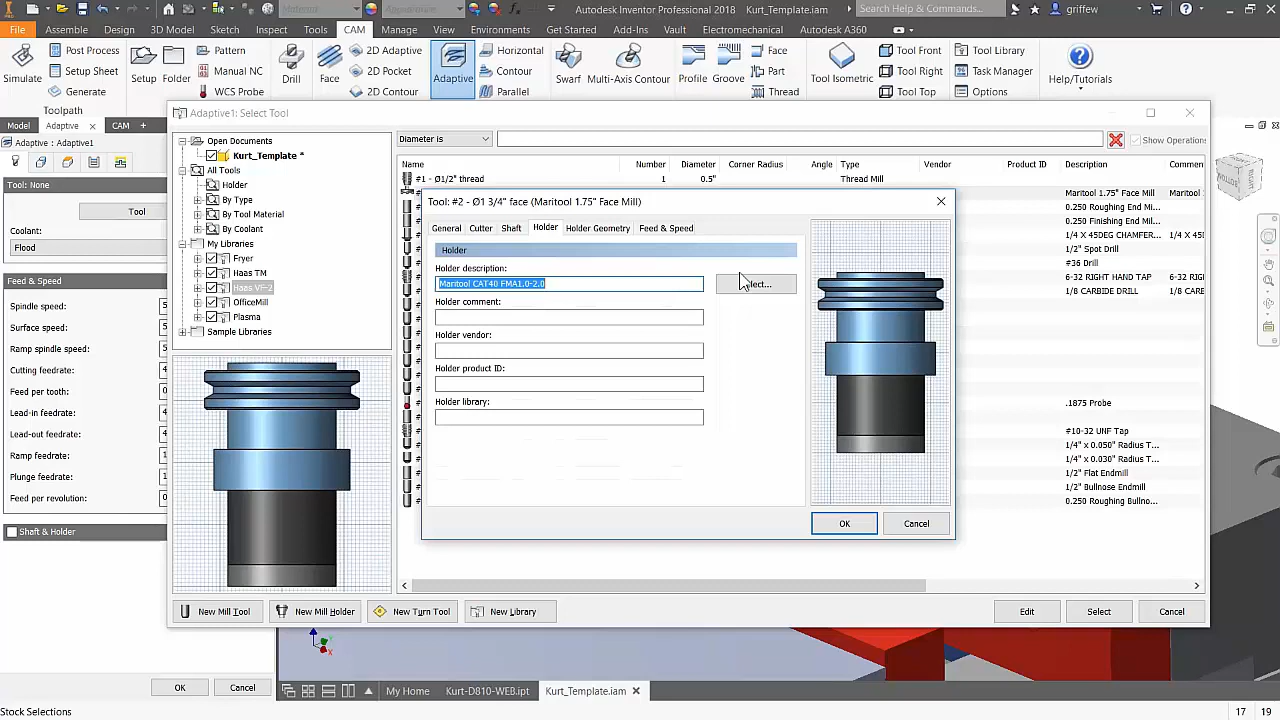 Material
Appearance
Autodesk Inventor Professional 2018
Kurt_Template.iam
Search Help & Commands...
griffew
File
Assemble
Design
3D Model
Sketch
Inspect
Tools
CAM
Manage
View
Environments
Get Started
Add-Ins
Vault
Electromechanical
Autodesk A360
Simulate
Post Process
Setup Sheet
Generate
Toolpath
Setup
Folder
Pattern
Manual NC
WCS Probe
Drill
Face
2D Adaptive
2D Pocket
2D Contour
Adaptive
Horizontal
Contour
Parallel
Swarf
Multi-Axis Contour
Profile
Groove
Face
Part
Thread
Tool Isometric
Tool Front
Tool Right
Tool Top
Tool Library
Task Manager
Options
Help/Tutorials
Model
Adaptive
CAM
+
Adaptive : Adaptive1
Tool: None
Tool
Coolant:
Flood
Feed & Speed
Spindle speed:
5
Surface speed:
5
Ramp spindle speed:
5
Cutting feedrate:
4
Feed per tooth:
0
Lead-in feedrate:
4
Lead-out feedrate:
4
Ramp feedrate:
1
Plunge feedrate:
1
Feed per revolution:
0
Shaft & Holder
OK
Cancel
Adaptive1: Select Tool
Open Documents
Kurt_Template *
All Tools
Holder
By Type
By Tool Material
By Coolant
My Libraries
Fryer
Haas TM
Haas VF-2
OfficeMill
Plasma
Sample Libraries
Diameter is
Show Operations
Name
Number
Diameter
Corner Radius
Angle
Type
Vendor
Product ID
Description
Commen
#1 - Ø1/2" thread
1
0.5"
Thread Mill
Maritool 1.75" Face Mill
Maritool
0.250 Roughing End Mi...
0.250 Finishing End Mil...
1/4 X 45DEG CHAMFER...
1/4 X
1/2" Spot Drill
#36 Drill
6-32 RIGHT HAND TAP
6-32 R
1/8 CARBIDE DRILL
1/8 CA
.1875 Probe
#10-32 UNF Tap
1/4" x 0.050" Radius T...
1/4" x 0.030" Radius T...
1/2" Flat Endmill
1/2" Bullnose Endmill
0.250 Roughing Bullno...
Tool: #2 - Ø1 3/4" face (Maritool 1.75" Face Mill)
General
Cutter
Shaft
Holder
Holder Geometry
Feed & Speed
Holder
Holder description:
Maritool CAT40 FMA1.0-2.0
Holder comment:
Holder vendor:
Holder product ID:
Holder library:
OK
Cancel
New Mill Tool
New Mill Holder
New Turn Tool
New Library
Edit
Select
Cancel
BOTTOM
My Home
Kurt-D810-WEB.ipt
Kurt_Template.iam
Stock Selections
17
19